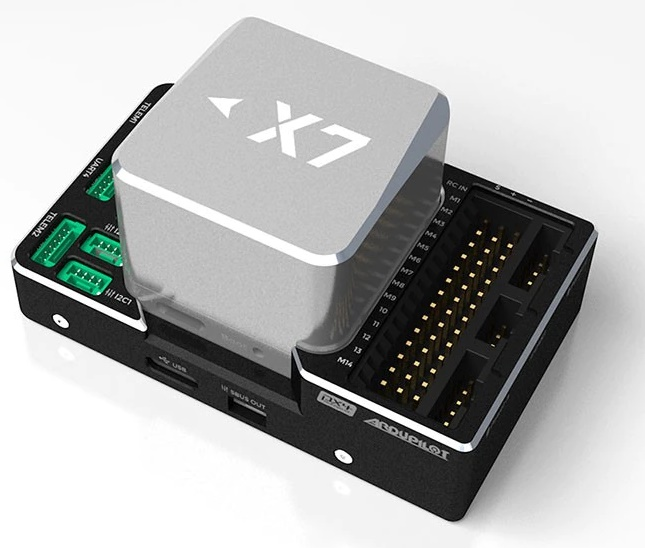 X7
TELEM1
UART4
TELEM2
I2C1
USB
SBUS OUT
RC IN
S + -
M1
M2
M3
M4
M5
M6
M7
M8
M9
10
11
12
13
M14
PX4
ARDUPILOT